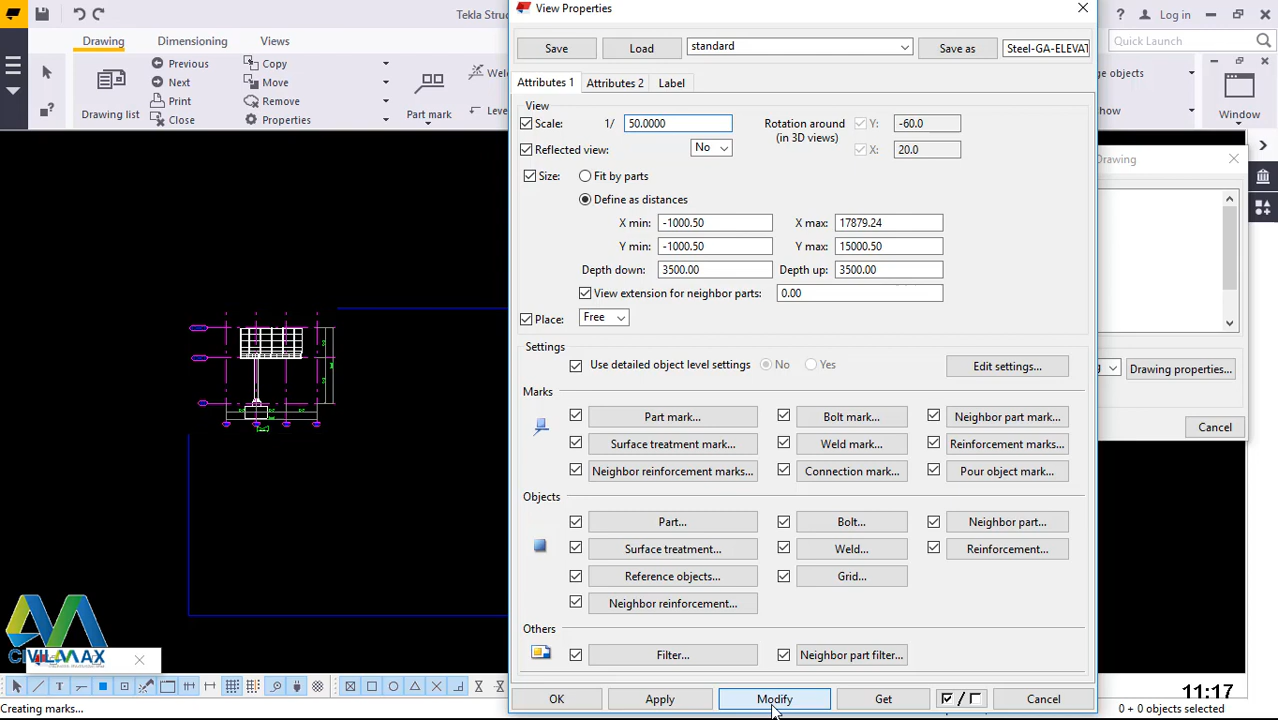 Tekla Stru
View Properties
Log in
Drawing
Dimensioning
Views
Quick Launch
Save
Load
standard
Save as
Steel-GA-ELEVAT
Drawing list
Previous
Next
Print
Close
Copy
Move
Remove
Properties
Part mark
Wel
Leve
ge objects
how
Window
Attributes 1
Attributes 2
Label
View
Scale:
1/
50.0000
Rotation around
(in 3D views)
Y:
-60.0
X:
20.0
Reflected view:
No
Drawing
Size:
Fit by parts
Define as distances
X min:
-1000.50
X max:
17879.24
Y min:
-1000.50
Y max:
15000.50
Depth down:
3500.00
Depth up:
3500.00
View extension for neighbor parts:
0.00
Place:
Free
Settings
Use detailed object level settings
No
Yes
Edit settings...
Drawing properties...
Marks
Part mark...
Bolt mark...
Neighbor part mark...
Cancel
Surface treatment mark...
Weld mark...
Reinforcement marks...
Neighbor reinforcement marks...
Connection mark...
Pour object mark...
Objects
Part...
Bolt...
Neighbor part...
Surface treatment...
Weld...
Reinforcement...
Reference objects...
Grid...
Neighbor reinforcement...
Others
Filter...
Neighbor part filter...
CIVILMAX
OK
Apply
Modify
Get
Cancel
11:17
Creating marks...
0 + 0 objects selected